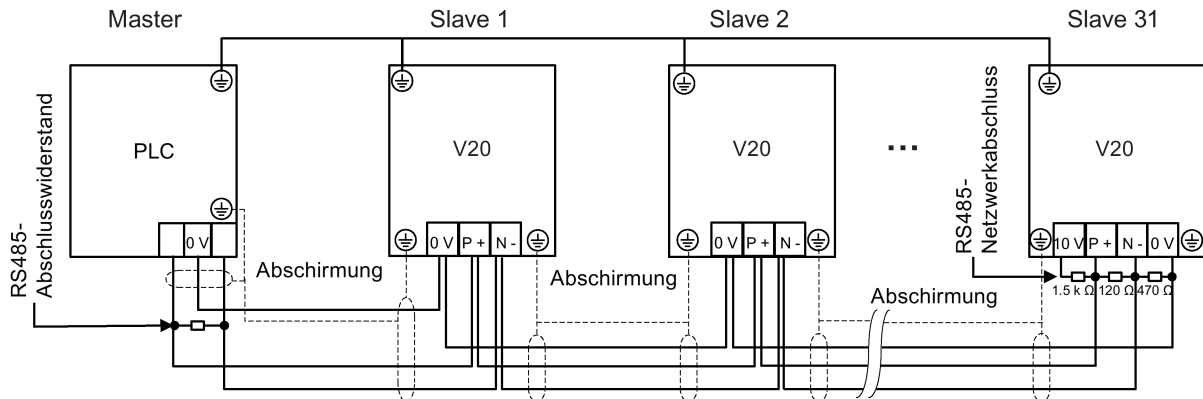 Master
Slave 1
Slave 2
Slave 31
RS485-
Abschlusswiderstand
PLC
V20
V20
...
RS485-
Netzwerkabschluss
V20
0 V
0 V P + N -
0 V P + N -
10 V P + N - 0 V
Abschirmung
Abschirmung
Abschirmung
1.5 k Ω 120 Ω 470 Ω